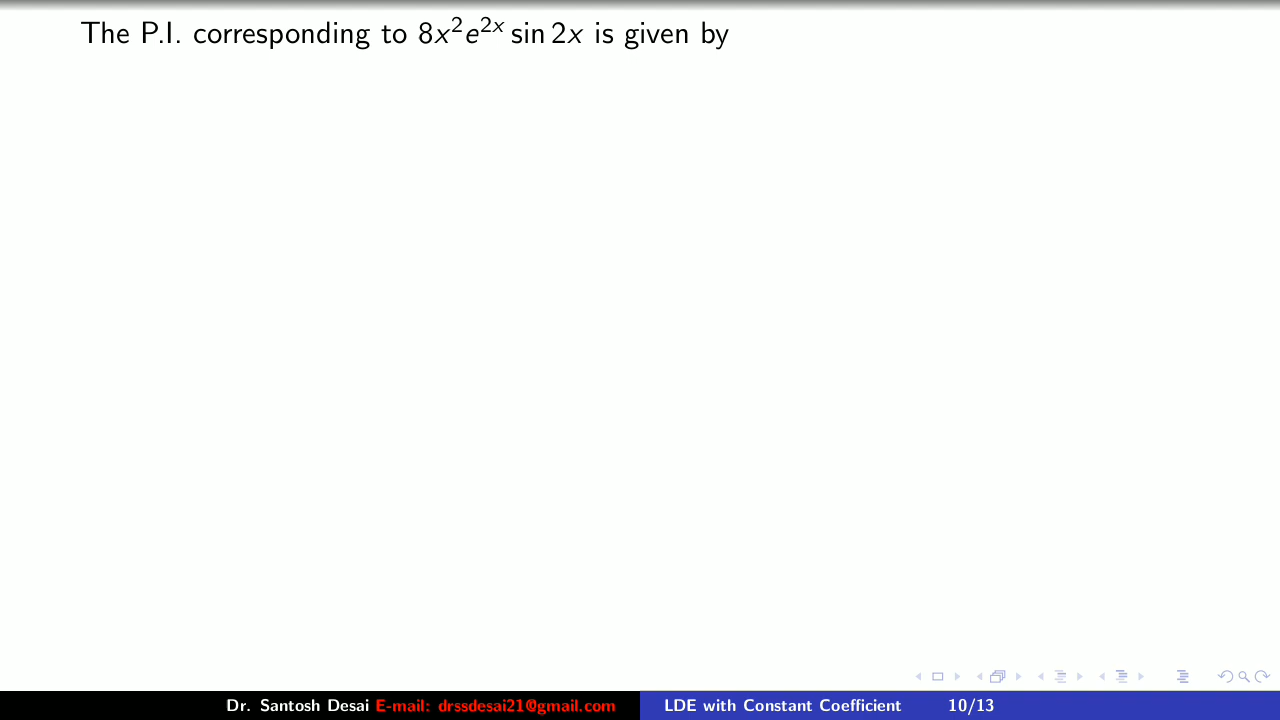 The P.I. corresponding to 8x²e²ˣ sin 2x is given by
Dr. Santosh Desai E-mail: drssdesai21@gmail.com LDE with Constant Coefficient 10/13